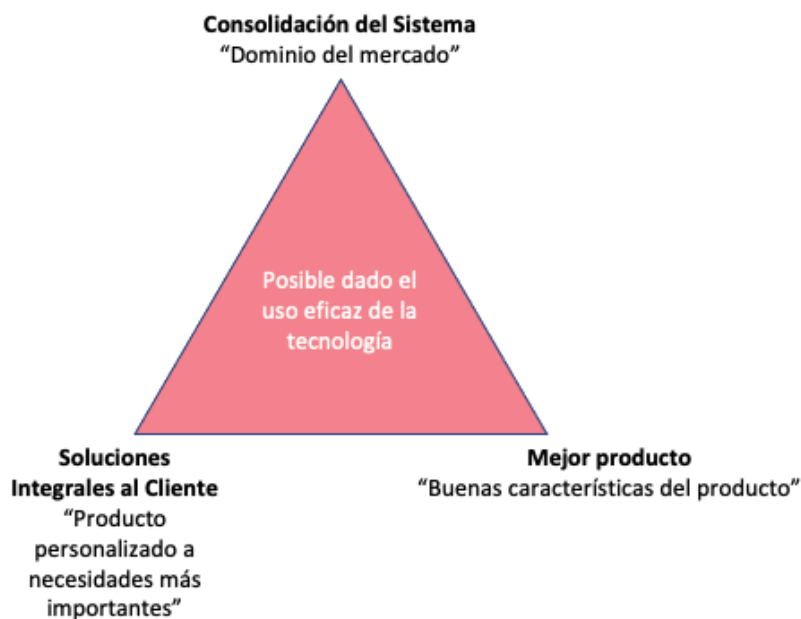 Consolidación del Sistema
“Dominio del mercado”
Posible dado el
uso eficaz de la
tecnología
Soluciones
Integrales al Cliente
“Producto
personalizado a
necesidades más
importantes”
Mejor producto
“Buenas características del producto”